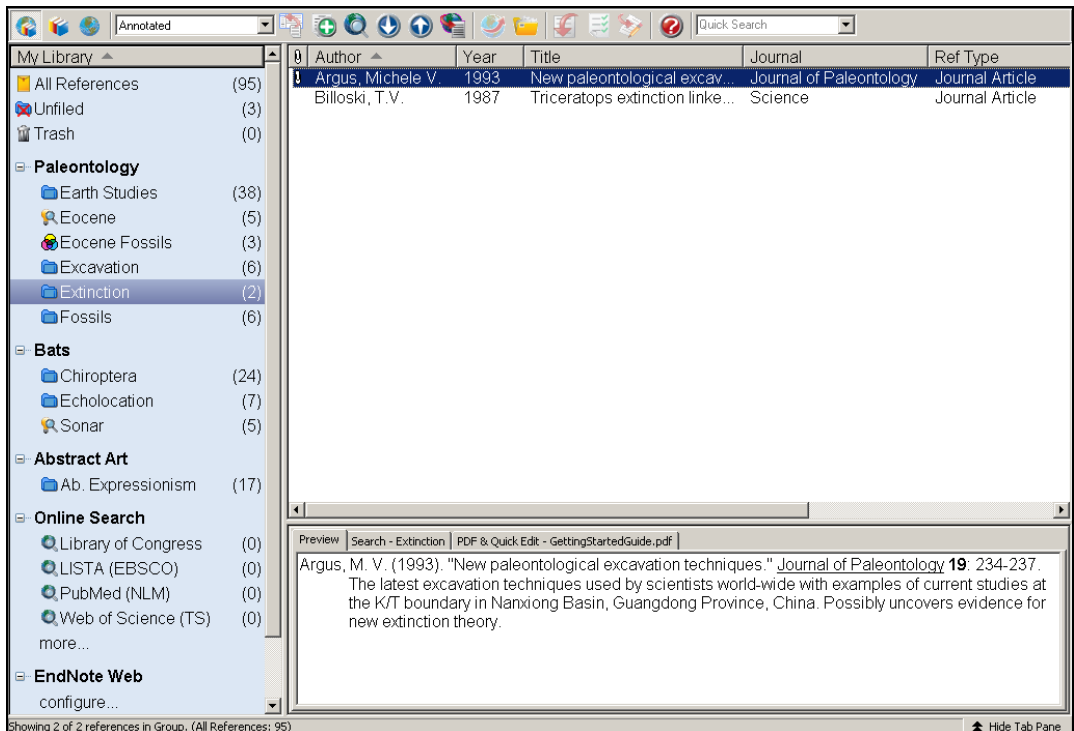 Annotated
Quick Search
My Library
All References (95)
Unfiled (3)
Trash (0)
Paleontology
Earth Studies (38)
Eocene (5)
Eocene Fossils (3)
Excavation (6)
Extinction (2)
Fossils (6)
Bats
Chiroptera (24)
Echolocation (7)
Sonar (5)
Abstract Art
Ab. Expressionism (17)
Online Search
Library of Congress (0)
LISTA (EBSCO) (0)
PubMed (NLM) (0)
Web of Science (TS) (0)
more...
EndNote Web
configure...
Author Year Title Journal Ref Type
Argus, Michele V. 1993 New paleontological excav... Journal of Paleontology Journal Article
Billoski, T.V. 1987 Triceratops extinction linke... Science Journal Article
Preview Search - Extinction PDF & Quick Edit - GettingStartedGuide.pdf
Argus, M. V. (1993). "New paleontological excavation techniques." Journal of Paleontology 19: 234-237.
The latest excavation techniques used by scientists world-wide with examples of current studies at
the K/T boundary in Nanxiong Basin, Guangdong Province, China. Possibly uncovers evidence for
new extinction theory.
Showing 2 of 2 references in Group. (All References: 95)
Hide Tab Pane